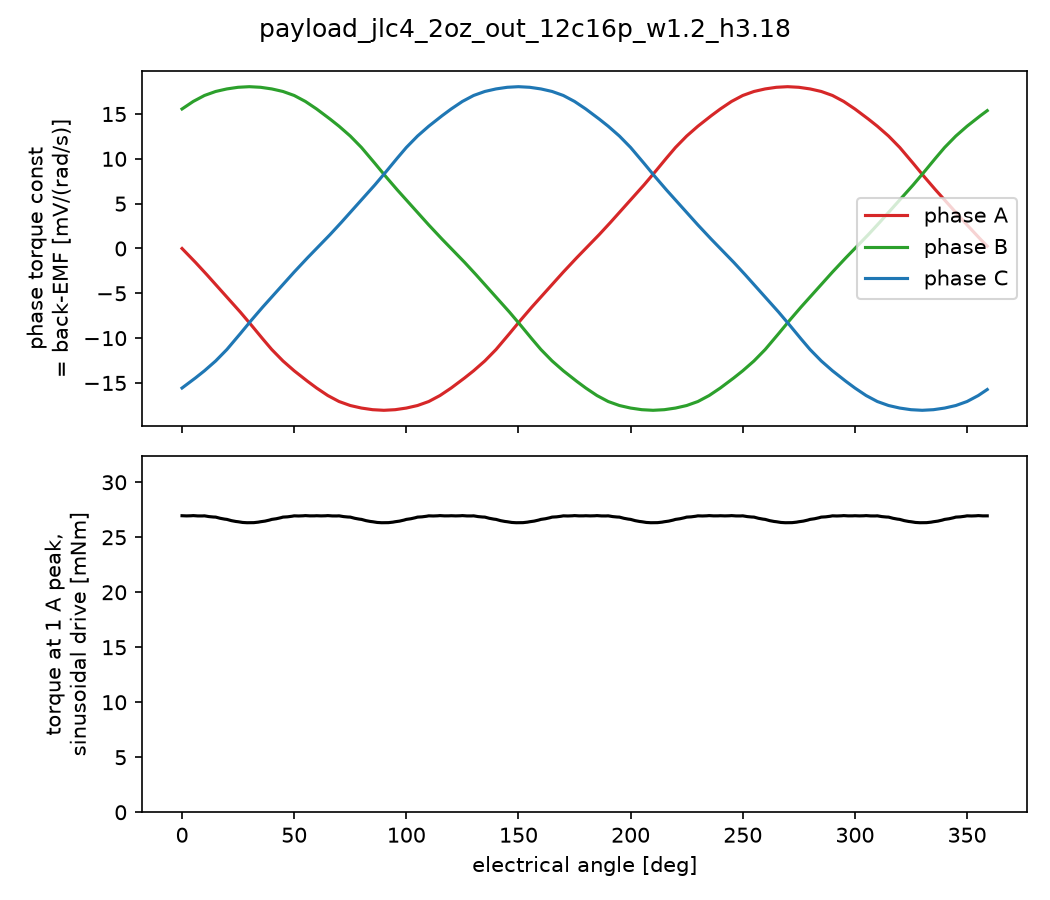 payload_jlc4_2oz_out_12c16p_w1.2_h3.18
phase torque const
= back-EMF [mV/(rad/s)]
15
10
5
0
−5
−10
−15
phase A
phase B
phase C
torque at 1 A peak,
sinusoidal drive [mNm]
30
25
20
15
10
5
0
0 50 100 150 200 250 300 350
electrical angle [deg]